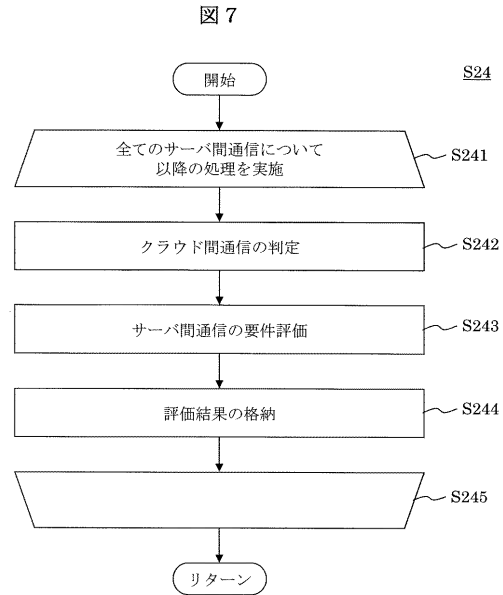 図7
S24
開始
全てのサーバ間通信について
以降の処理を実施
S241
クラウド間通信の判定
S242
サーバ間通信の要件評価
S243
評価結果の格納
S244
S245
リターン